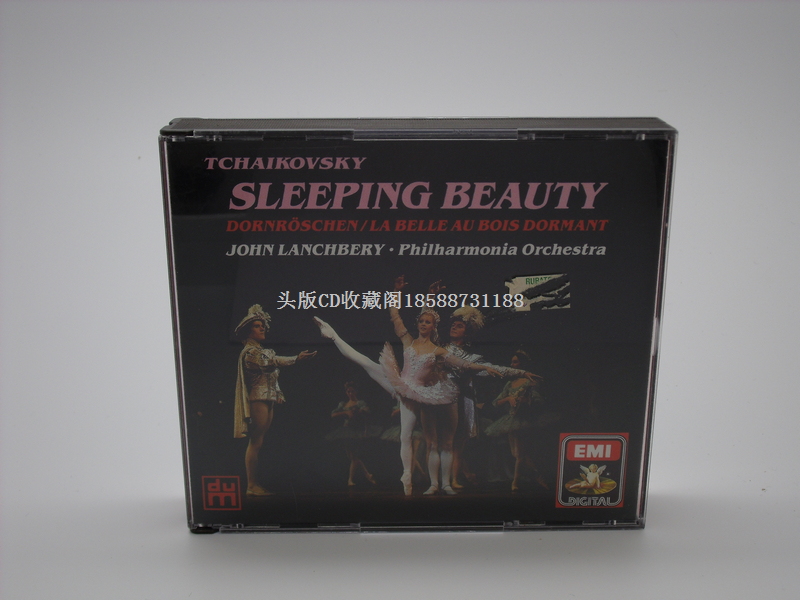 TCHAIKOVSKY
SLEEPING BEAUTY
DORNRÖSCHEN/LA BELLE AU BOIS DORMANT
JOHN LANCHBERY · Philharmonia Orchestra
头版CD收藏阁18588731188
EMI
DIGITAL
dum